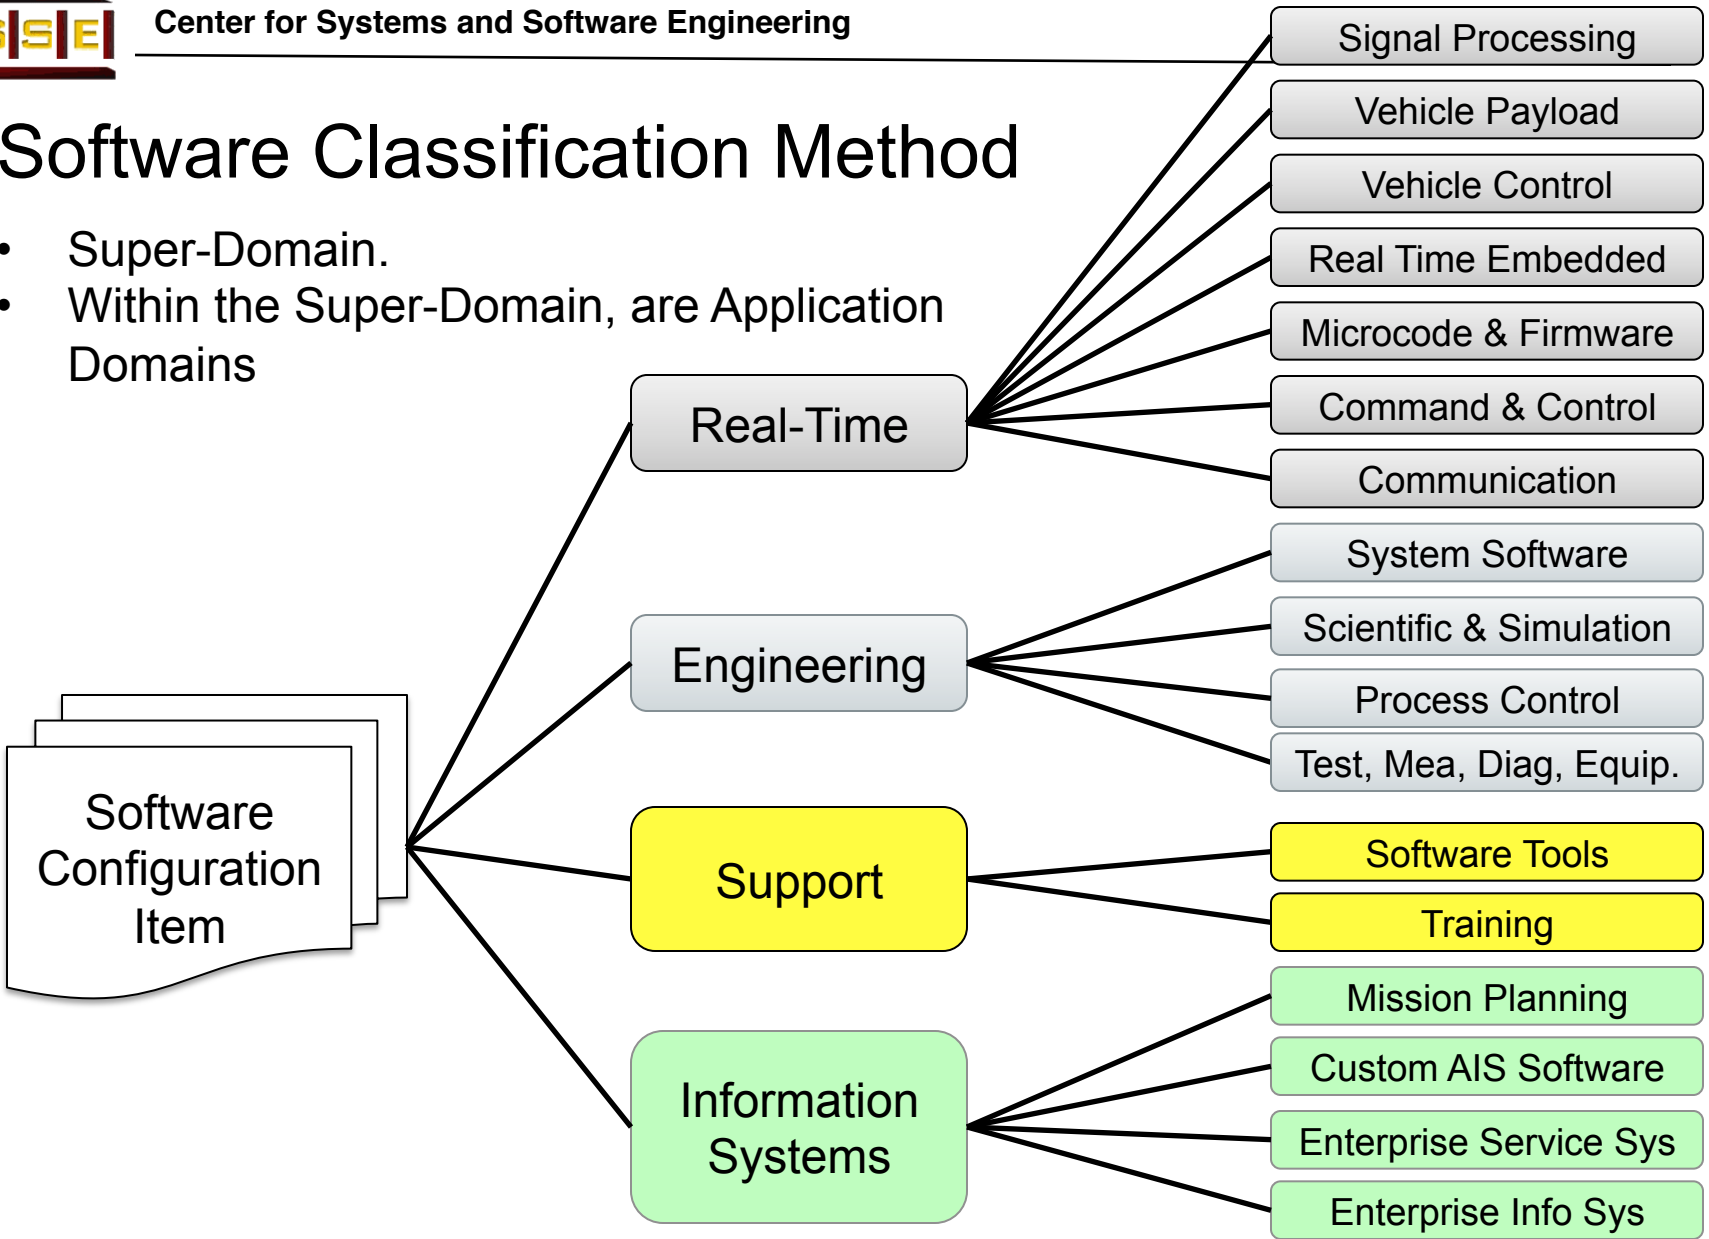 SSE
Center for Systems and Software Engineering
Software Classification Method
• Super-Domain.
• Within the Super-Domain, are Application
Domains
Software
Configuration
Item
Real-Time
Engineering
Support
Information
Systems
Signal Processing
Vehicle Payload
Vehicle Control
Real Time Embedded
Microcode & Firmware
Command & Control
Communication
System Software
Scientific & Simulation
Process Control
Test, Mea, Diag, Equip.
Software Tools
Training
Mission Planning
Custom AIS Software
Enterprise Service Sys
Enterprise Info Sys